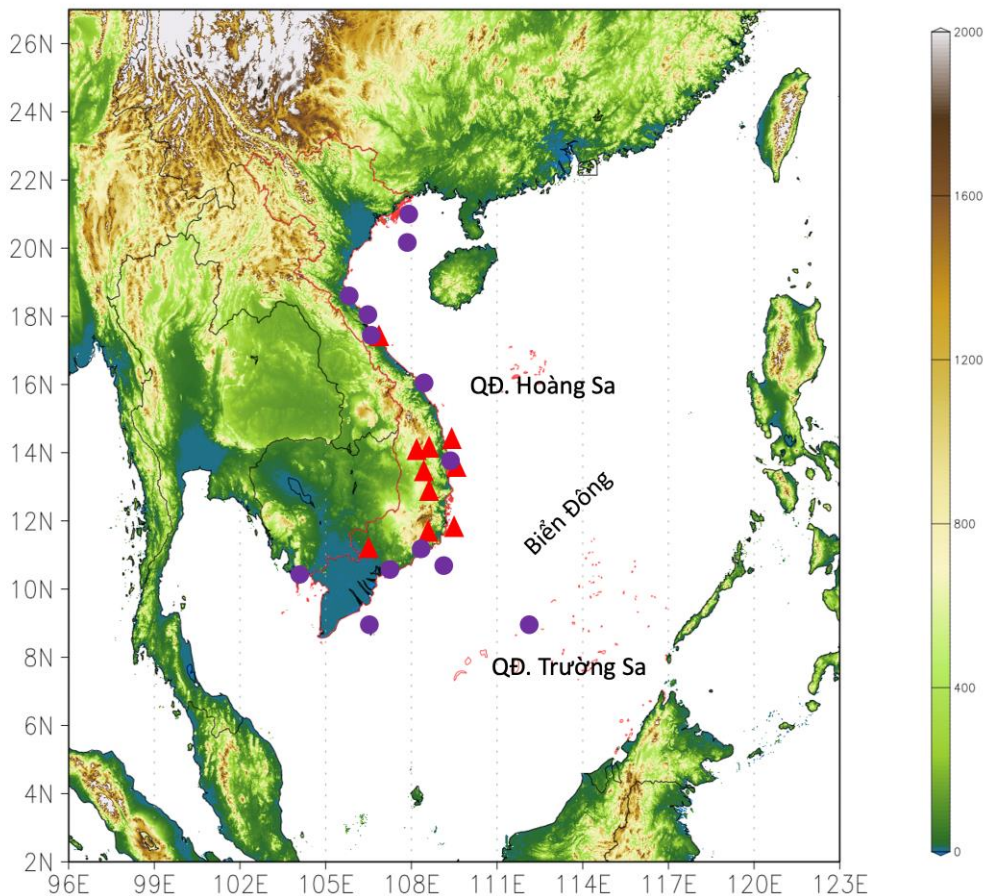 26N
24N
22N
20N
18N
16N
14N
12N
10N
8N
6N
4N
2N
QĐ. Hoàng Sa
Biển Đông
QĐ. Trường Sa
96E 99E 102E 105E 108E 111E 114E 117E 120E 123E
2000
1600
1200
800
400
0